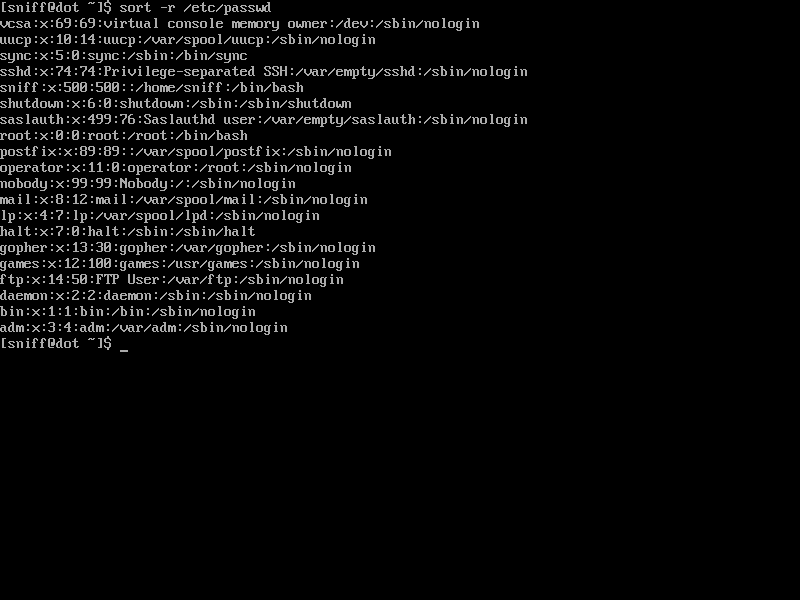 [sniff@dot ~]$ sort -r /etc/passwd
vcsa:x:69:69:virtual console memory owner:/dev:/sbin/nologin
uucp:x:10:14:uucp:/var/spool/uucp:/sbin/nologin
sync:x:5:0:sync:/sbin:/bin/sync
sshd:x:74:74:Privilege-separated SSH:/var/empty/sshd:/sbin/nologin
sniff:x:500:500::/home/sniff:/bin/bash
shutdown:x:6:0:shutdown:/sbin:/sbin/shutdown
saslauth:x:499:76:Saslauthd user:/var/empty/saslauth:/sbin/nologin
root:x:0:0:root:/root:/bin/bash
postfix:x:89:89::/var/spool/postfix:/sbin/nologin
operator:x:11:0:operator:/root:/sbin/nologin
nobody:x:99:99:Nobody:/:/sbin/nologin
mail:x:8:12:mail:/var/spool/mail:/sbin/nologin
lp:x:4:7:lp:/var/spool/lpd:/sbin/nologin
halt:x:7:0:halt:/sbin:/sbin/halt
gopher:x:13:30:gopher:/var/gopher:/sbin/nologin
games:x:12:100:games:/usr/games:/sbin/nologin
ftp:x:14:50:FTP User:/var/ftp:/sbin/nologin
daemon:x:2:2:daemon:/sbin:/sbin/nologin
bin:x:1:1:bin:/bin:/sbin/nologin
adm:x:3:4:adm:/var/adm:/sbin/nologin
[sniff@dot ~]$ _